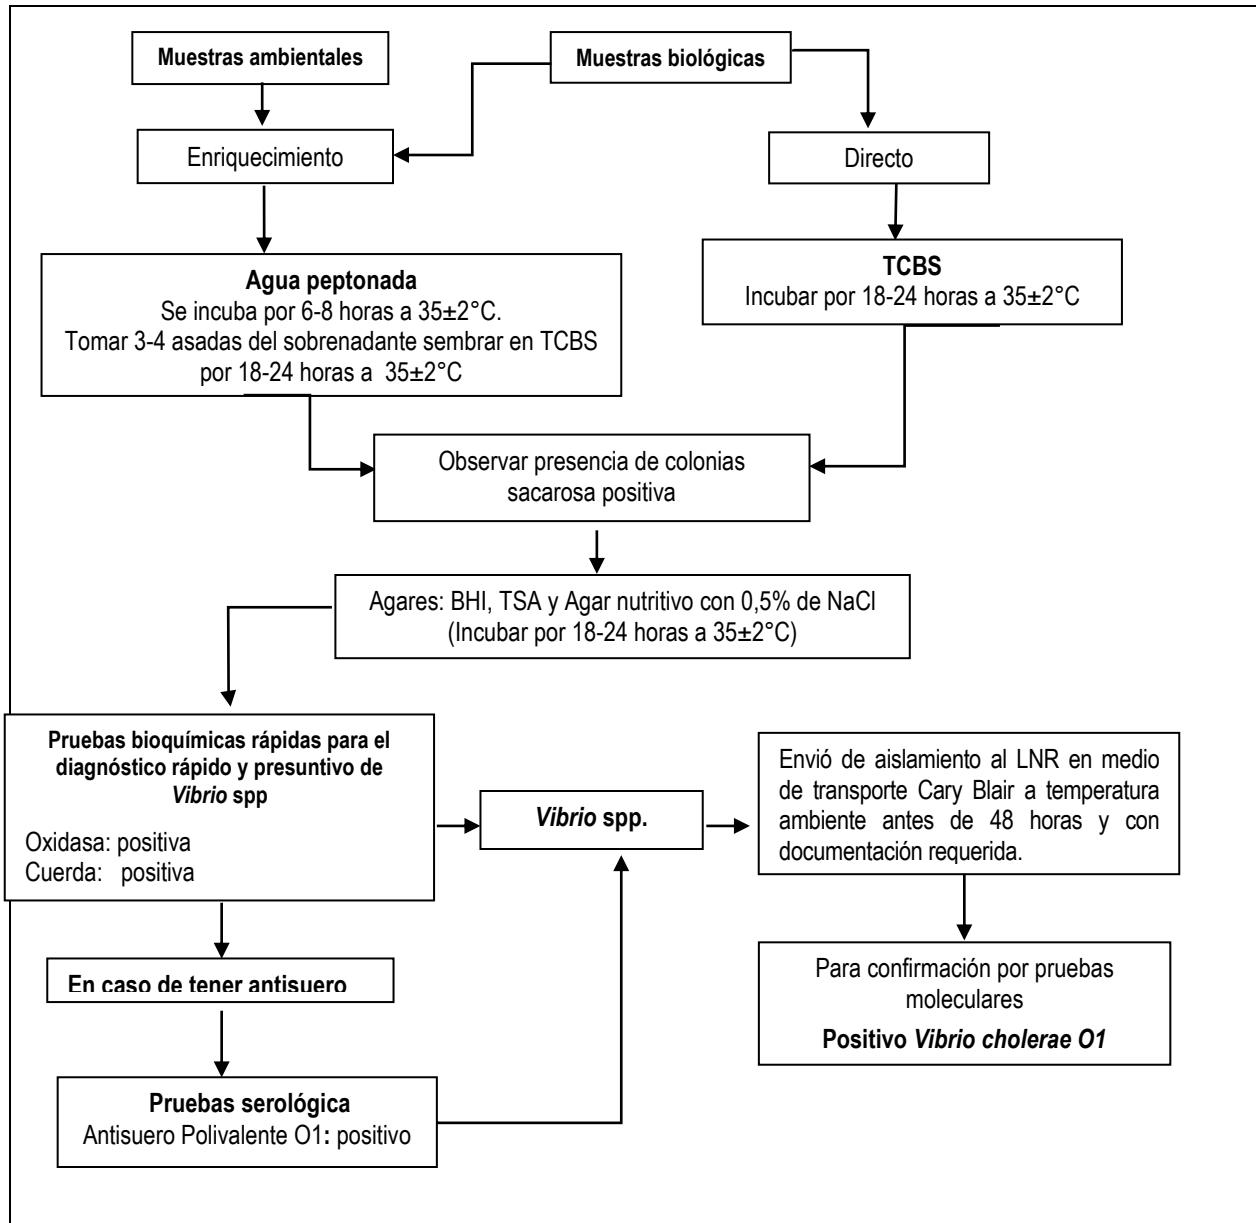 Muestras ambientales
Muestras biológicas
Enriquecimiento
Directo
Agua peptonada
Se incuba por 6-8 horas a 35±2°C.
Tomar 3-4 asadas del sobrenadante sembrar en TCBS
por 18-24 horas a 35±2°C
TCBS
Incubar por 18-24 horas a 35±2°C
Observar presencia de colonias
sacarosa positiva
Agares: BHI, TSA y Agar nutritivo con 0,5% de NaCl
(Incubar por 18-24 horas a 35±2°C)
Pruebas bioquímicas rápidas para el
diagnóstico rápido y presuntivo de
Vibrio spp
Oxidasa: positiva
Cuerda: positiva
Vibrio spp.
Envió de aislamiento al LNR en medio
de transporte Cary Blair a temperatura
ambiente antes de 48 horas y con
documentación requerida.
En caso de tener antisuero
Para confirmación por pruebas
moleculares
Positivo Vibrio cholerae O1
Pruebas serológica
Antisuero Polivalente O1: positivo